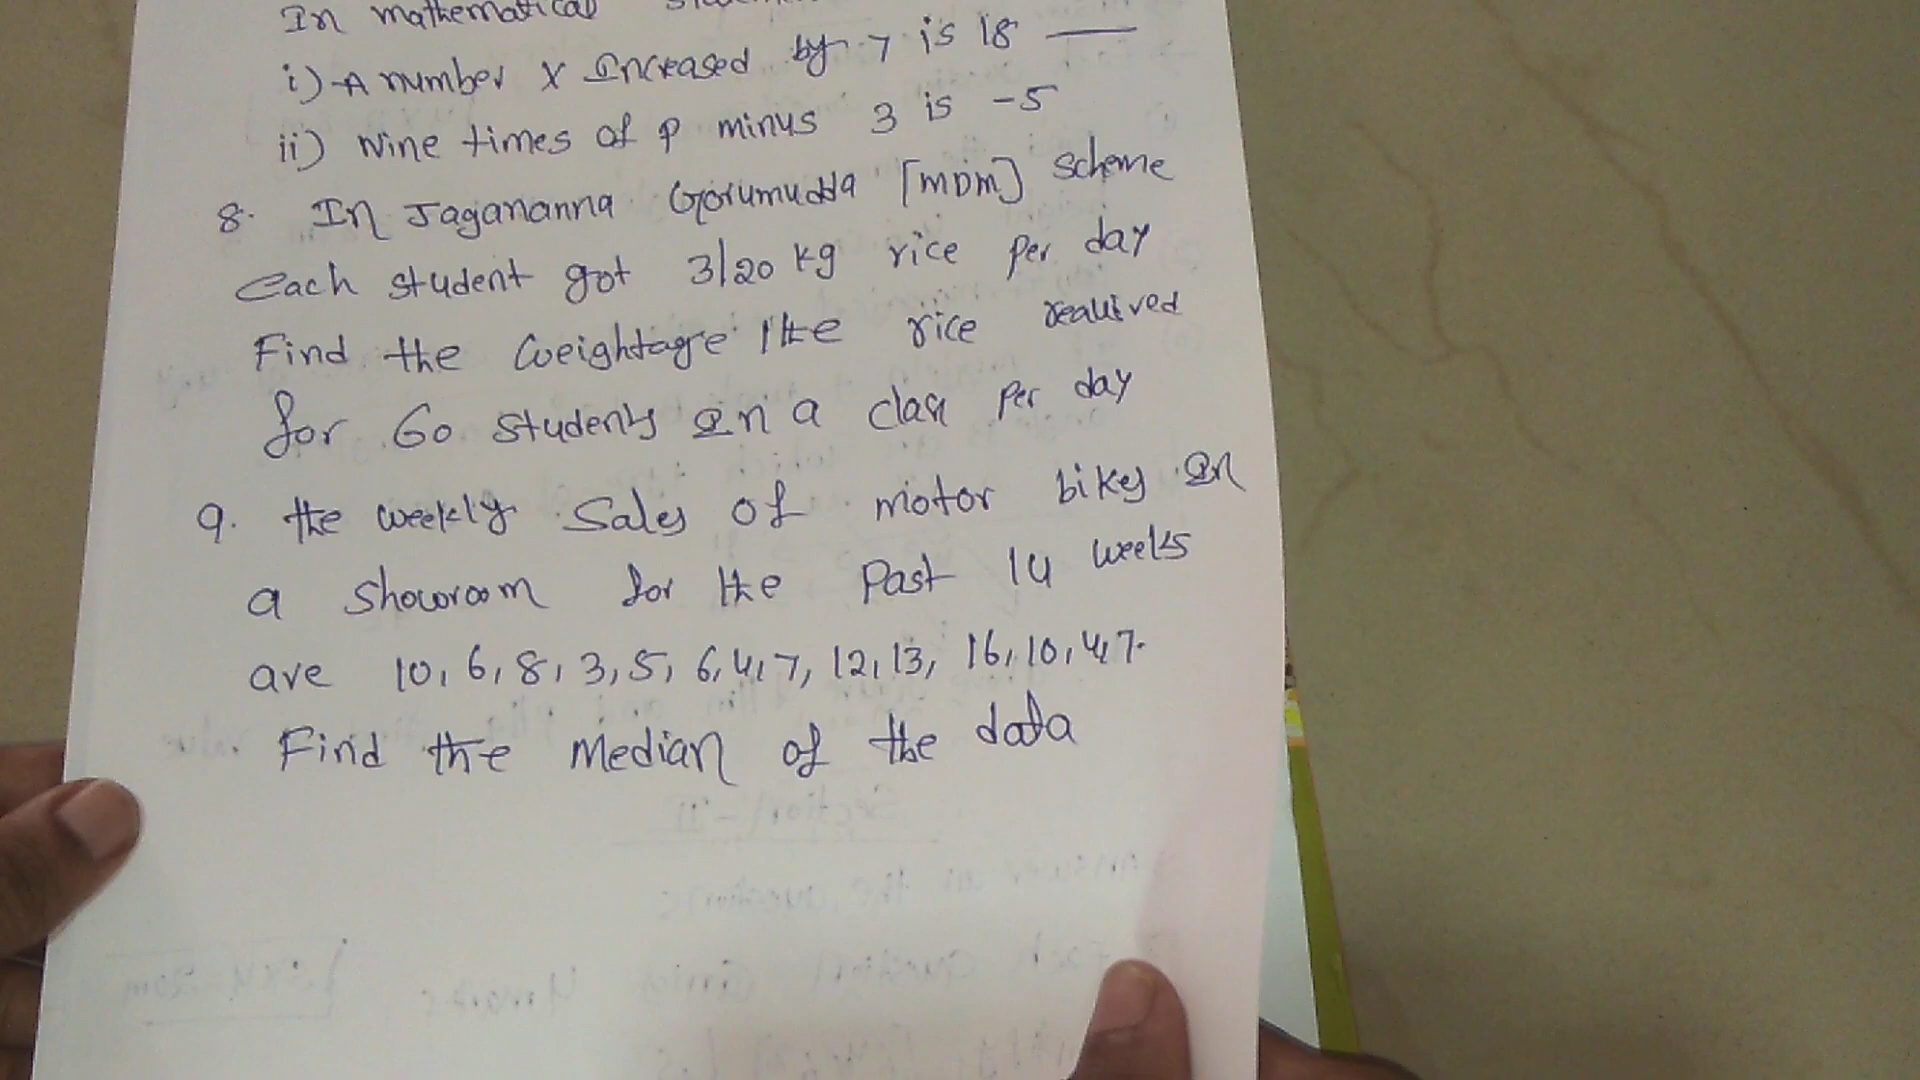 In mathematical
i) A number x Increased by 7 is 18 ___
ii) Nine times of p minus 3 is -5
8. In Jagananna Gorumudda [MDM] scheme
each student got 3/20 kg rice per day
Find the weightage the rice required
for 60 students in a class per day
9. the weekly sales of motor bikes in
a showroom for the past 14 weeks
are 10, 6, 8, 3, 5, 6, 4, 7, 12, 13, 16, 10, 4, 7.
Find the median of the data